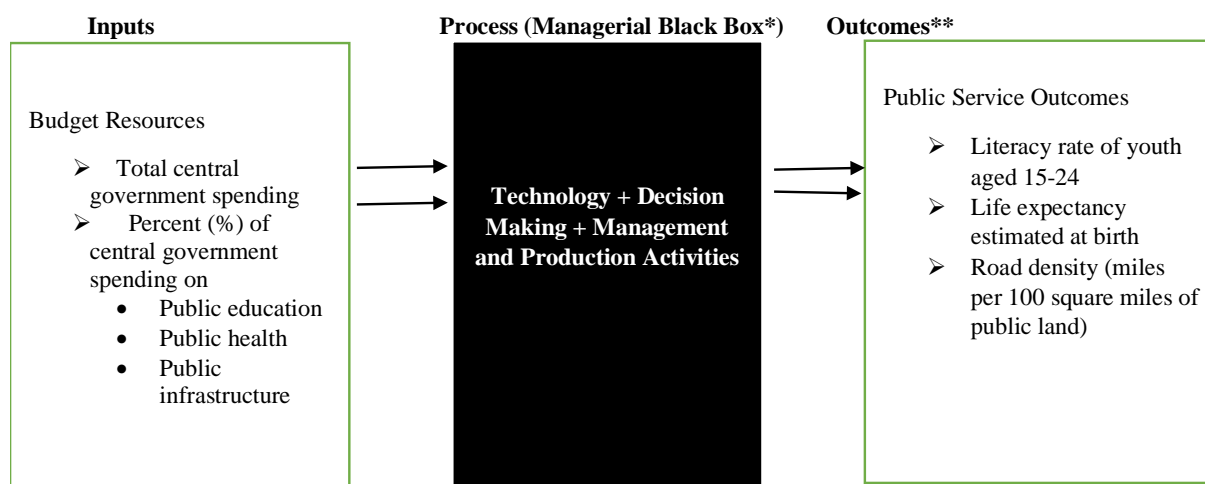 Inputs
Process (Managerial Black Box*)
Outcomes**
Budget Resources
➢ Total central
government spending
➢ Percent (%) of
central government
spending on
• Public education
• Public health
• Public
infrastructure
Technology + Decision
Making + Management
and Production Activities
Public Service Outcomes
➢ Literacy rate of youth
aged 15-24
➢ Life expectancy
estimated at birth
➢ Road density (miles
per 100 square miles of
public land)